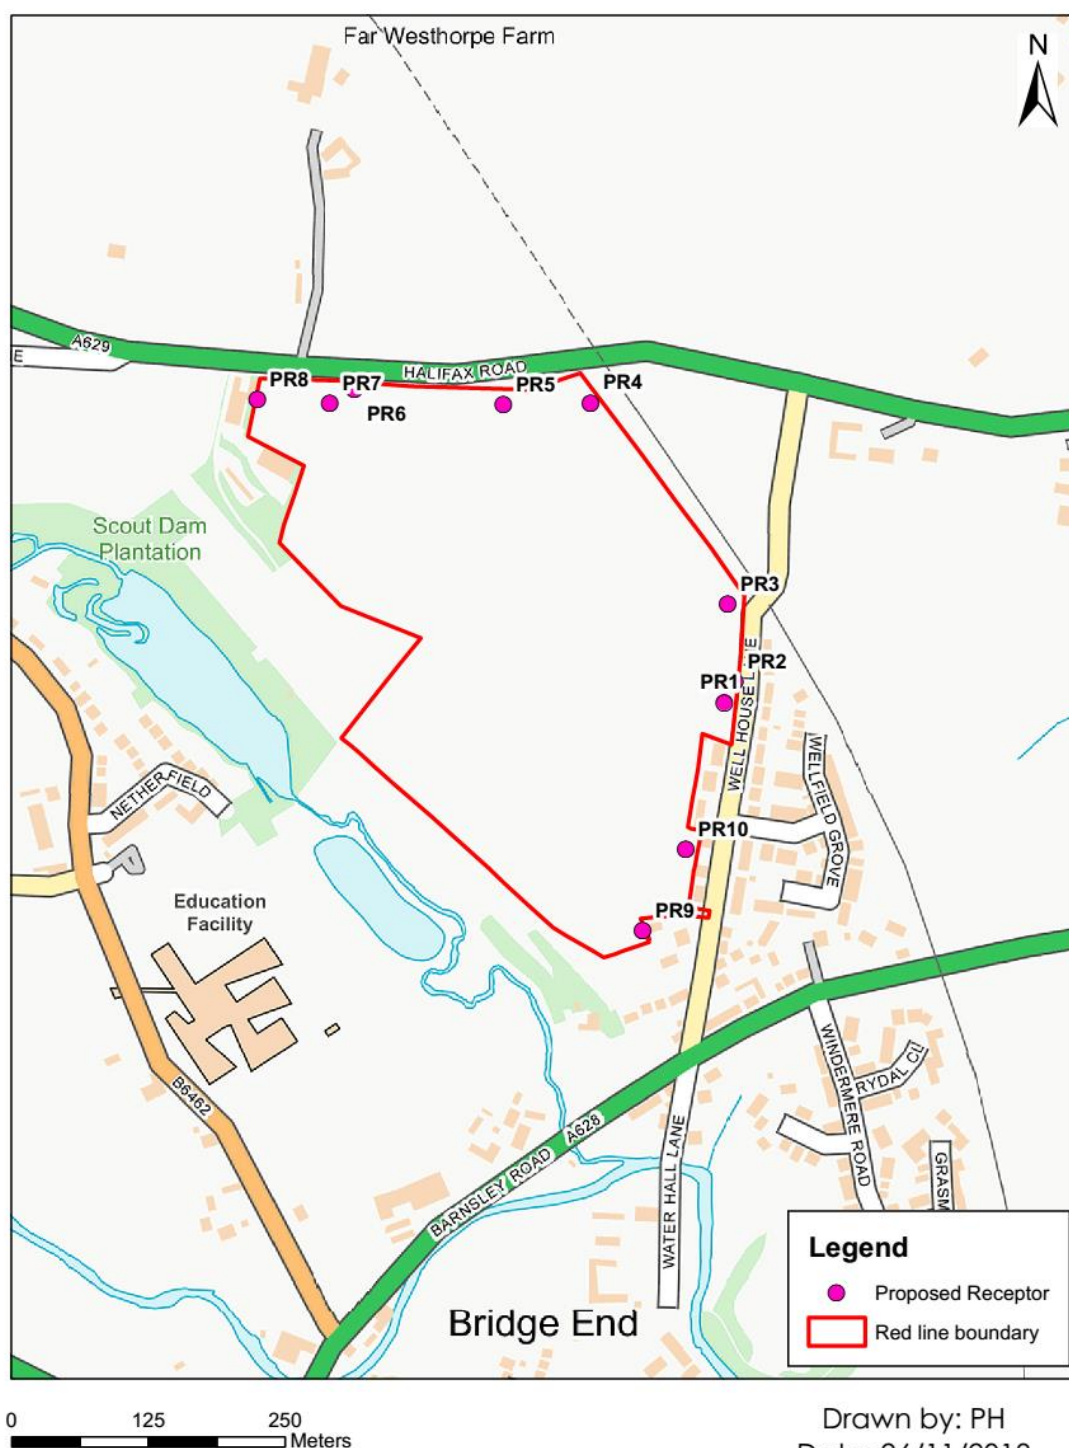 Far Westhorpe Farm
N
A629
E
HALIFAX ROAD
PR8
PR7
PR6
PR5
PR4
Scout Dam
Plantation
PR3
PR2
PR1
WELL HOUSE
WELLFIELD GROVE
NETHERFIELD
PR10
Education
Facility
PR9
B6462
WINDERMERE ROAD
RYDAL CL
GRASM
BARNSLEY ROAD
A628
WATER HALL LANE
Bridge End
Legend
Proposed Receptor
Red line boundary
0 125 250
Meters
Drawn by: PH